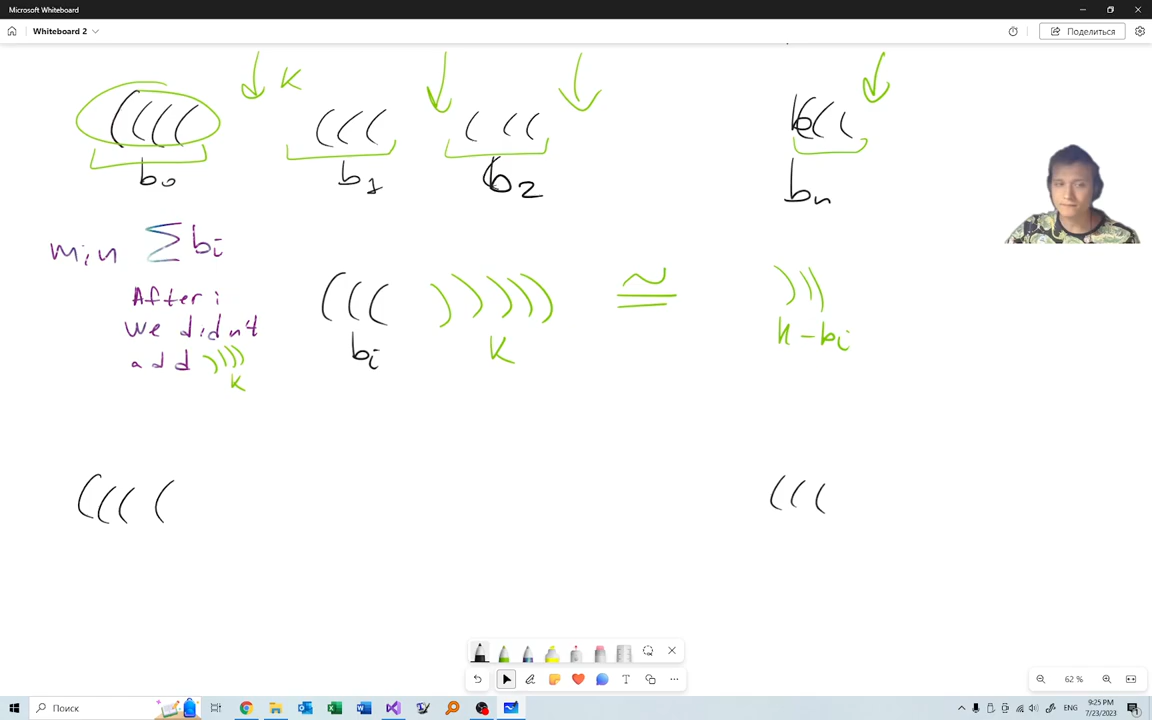 Microsoft Whiteboard
Whiteboard 2
Поделиться
↓ K
(((( ((( ((( (((
b₀ b₁ b₂ bₙ
min ∑ bᵢ
After i
we didn't
add ))))
K
((( ))))) ≅ )))
bᵢ K K - bᵢ
(((( (((
62 %
Поиск
ENG
9:25 PM
7/23/2023